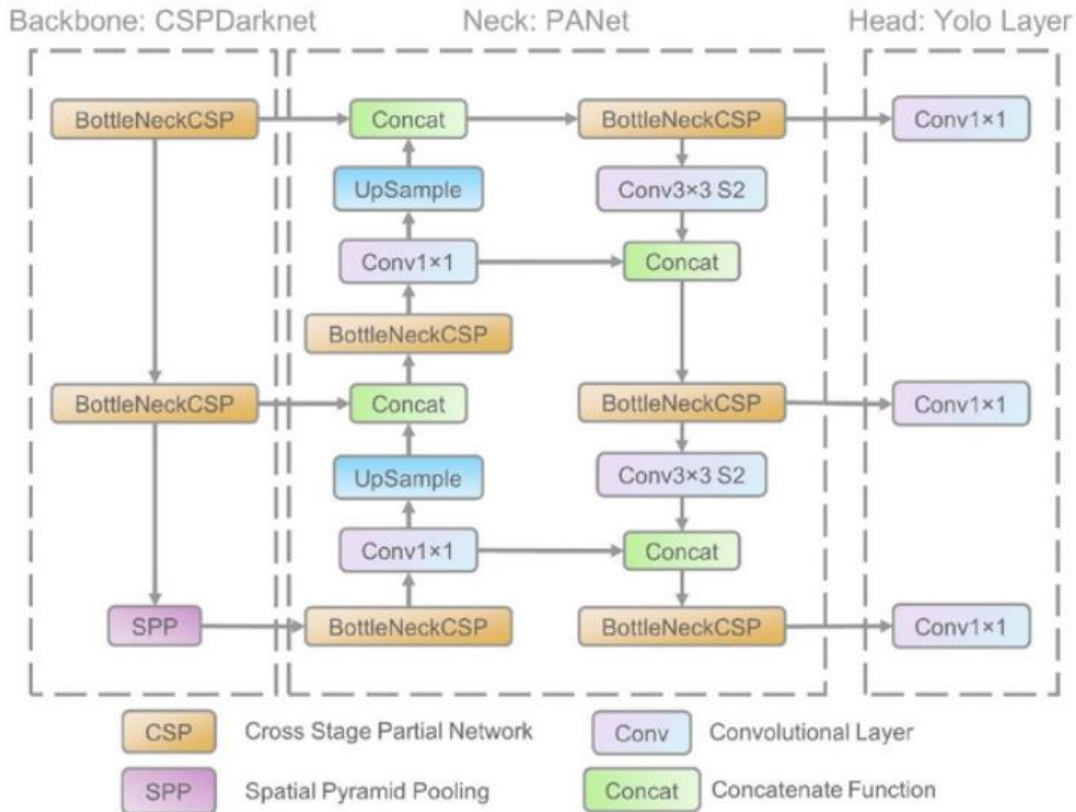 Backbone: CSPDarknet
Neck: PANet
Head: Yolo Layer
BottleNeckCSP
Concat
BottleNeckCSP
Conv1×1
UpSample
Conv3×3 S2
Conv1×1
Concat
BottleNeckCSP
BottleNeckCSP
Concat
BottleNeckCSP
Conv1×1
UpSample
Conv3×3 S2
Conv1×1
Concat
SPP
BottleNeckCSP
BottleNeckCSP
Conv1×1
CSP
Cross Stage Partial Network
Conv
Convolutional Layer
SPP
Spatial Pyramid Pooling
Concat
Concatenate Function